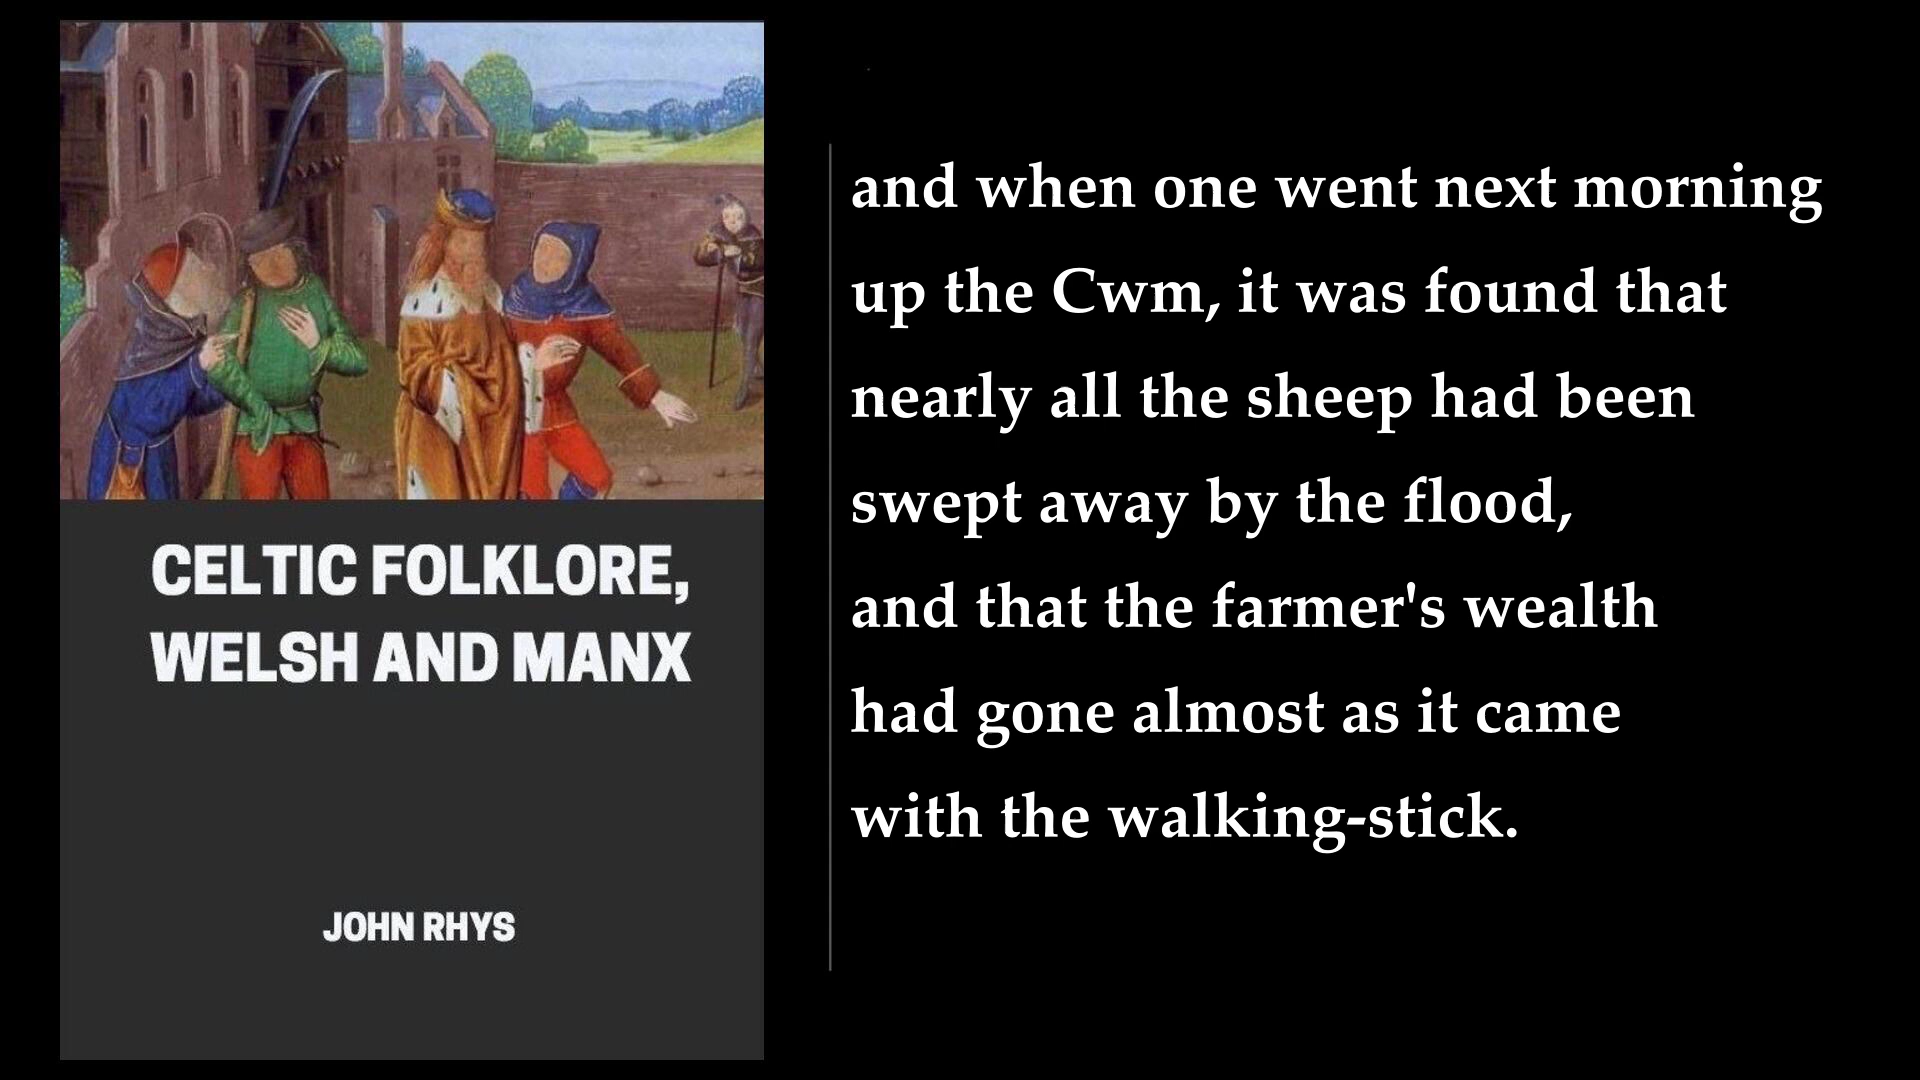 CELTIC FOLKLORE,
WELSH AND MANX
JOHN RHYS
and when one went next morning
up the Cwm, it was found that
nearly all the sheep had been
swept away by the flood,
and that the farmer's wealth
had gone almost as it came
with the walking-stick.